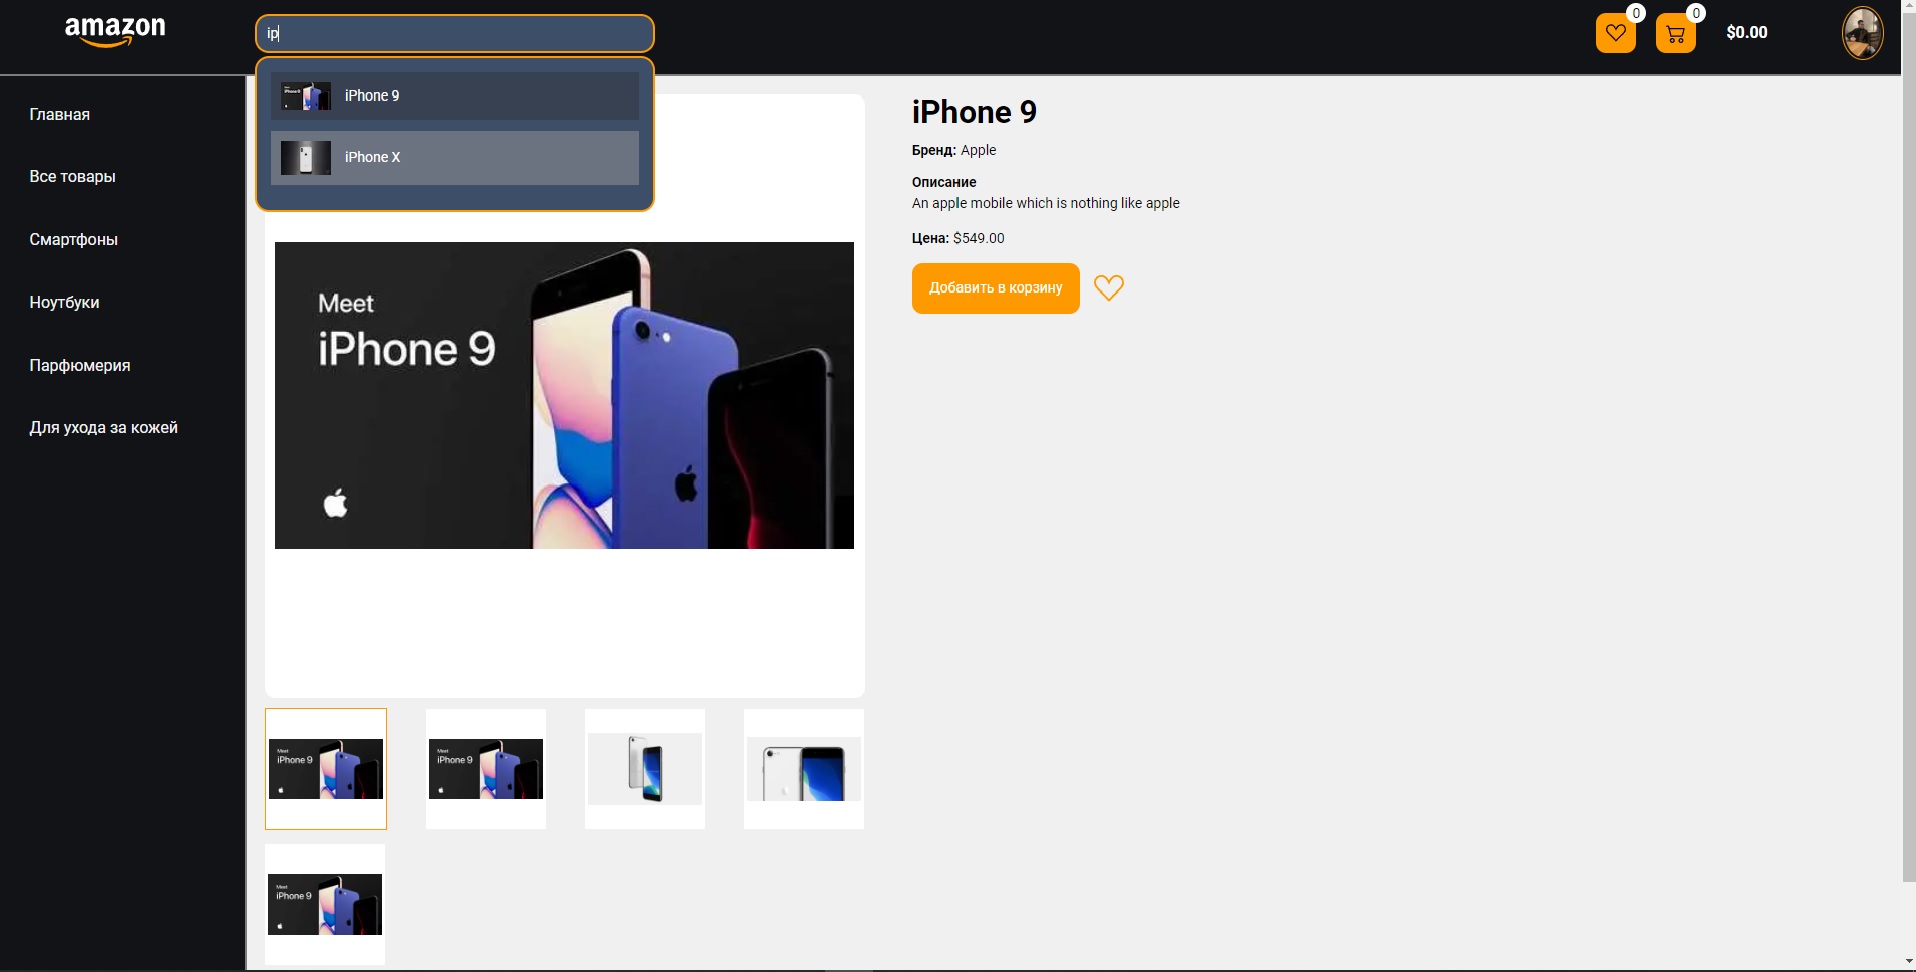 amazon
ip
0
0
$0.00
iPhone 9
iPhone X
Главная
Все товары
Смартфоны
Ноутбуки
Парфюмерия
Для ухода за кожей
Meet
iPhone 9
iPhone 9
Бренд: Apple
Описание
An apple mobile which is nothing like apple
Цена: $549.00
Добавить в корзину
Meet
iPhone 9
Meet
iPhone 9
Meet
iPhone 9